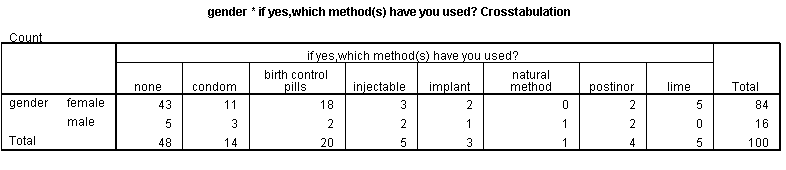 gender * if yes,which method(s) have you used? Crosstabulation
Count
if yes,which method(s) have you used?
none condom birth control pills injectable implant natural method postinor lime Total
gender female 43 11 18 3 2 0 2 5 84
male 5 3 2 2 1 1 2 0 16
Total 48 14 20 5 3 1 4 5 100